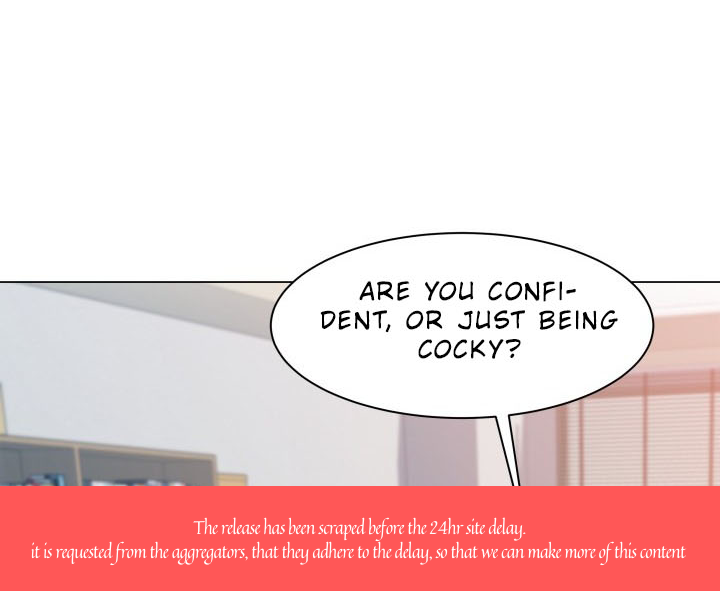 ARE YOU CONFI-
DENT, OR JUST BEING
COCKY?
The release has been scraped before the 24hr site delay.
it is requested from the aggregators, that they adhere to the delay, so that we can make more of this content